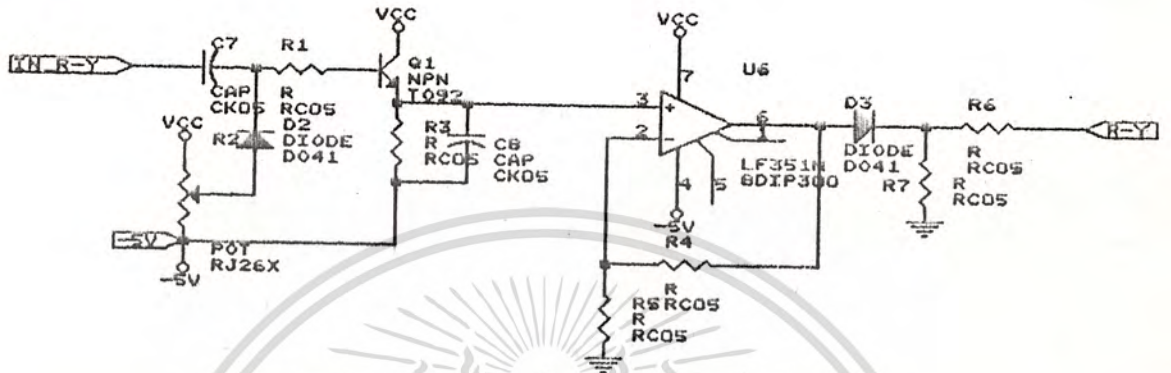 VCC
VCC
C7
R1
IN R-Y
Q1
NPN
TO92
7
U6
CAP
CK05
R
RC05
3
+
6
1
D3
R6
R-Y
VCC
R2
D2
DIODE
DO41
R3
R
RC05
C8
CAP
CK05
2
-
4
5
LF351N
8DIP300
DIODE
DO41
R
RC05
R7
R
RC05
-5V
-5V
POT
RJ26X
-5V
R4
R
RC05
R5
R
RC05